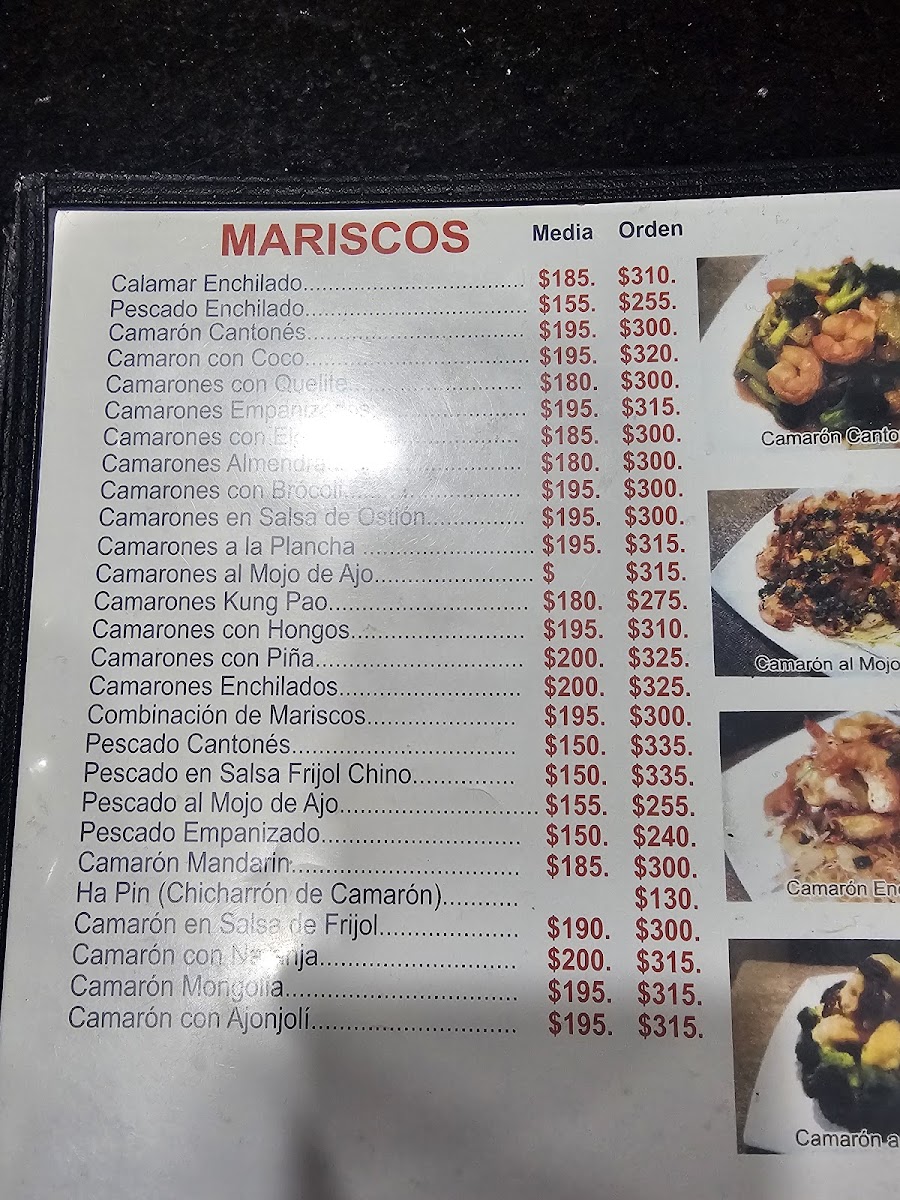 MARISCOS Media Orden
Calamar Enchilado........................... $185. $310.
Pescado Enchilado........................... $155. $255.
Camarón Cantonés........................... $195. $300.
Camaron con Coco........................... $195. $320.
Camarones con Quelite..................... $180. $300.
Camarones Empanizados................... $195. $315.
Camarones con ........................... $185. $300.
Camarones Almendra....................... $180. $300.
Camarones con Brócoli...................... $195. $300.
Camarones en Salsa de Ostión............ $195. $300.
Camarones a la Plancha ..................... $195. $315.
Camarones al Mojo de Ajo................... $ $315.
Camarones Kung Pao........................ $180. $275.
Camarones con Hongos..................... $195. $310.
Camarones con Piña......................... $200. $325.
Camarones Enchilados...................... $200. $325.
Combinación de Mariscos.................. $195. $300.
Pescado Cantonés........................... $150. $335.
Pescado en Salsa Frijol Chino............ $150. $335.
Pescado al Mojo de Ajo....................... $155. $255.
Pescado Empanizado........................ $150. $240.
Camarón Mandarin........................... $185. $300.
Ha Pin (Chicharrón de Camarón)......... $130.
Camarón en Salsa de Frijol................. $190. $300.
Camarón con Naranja........................ $200. $315.
Camarón Mongolia........................... $195. $315.
Camarón con Ajonjolí........................ $195. $315.
Camarón Canto
Camarón al Mojo
Camarón En
Camarón a